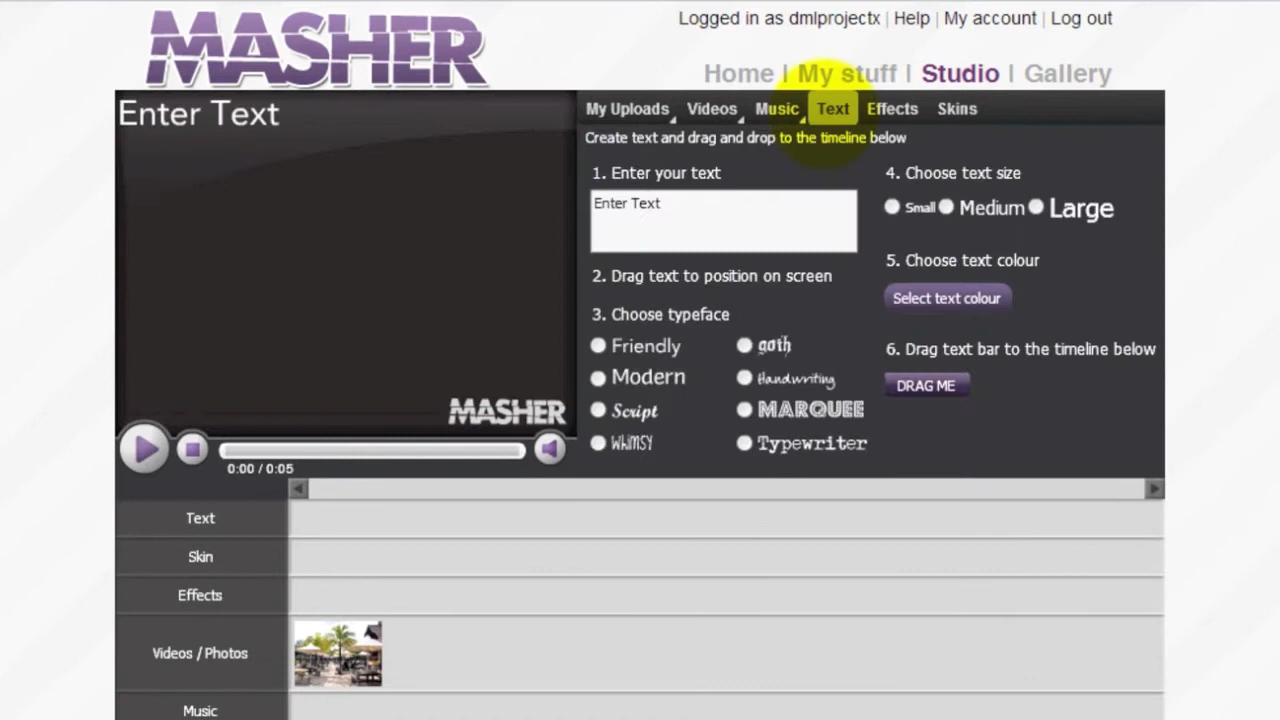 MASHER
Logged in as dmlprojectx | Help | My account | Log out
Home | My stuff | Studio | Gallery
Enter Text
My Uploads Videos Music Text Effects Skins
Create text and drag and drop to the timeline below
1. Enter your text
Enter Text
2. Drag text to position on screen
3. Choose typeface
Friendly goth
Modern Handwriting
Script MARQUEE
WHIMSY Typewriter
4. Choose text size
Small Medium Large
5. Choose text colour
Select text colour
6. Drag text bar to the timeline below
DRAG ME
MASHER
0:00 / 0:05
Text
Skin
Effects
Videos / Photos
Music